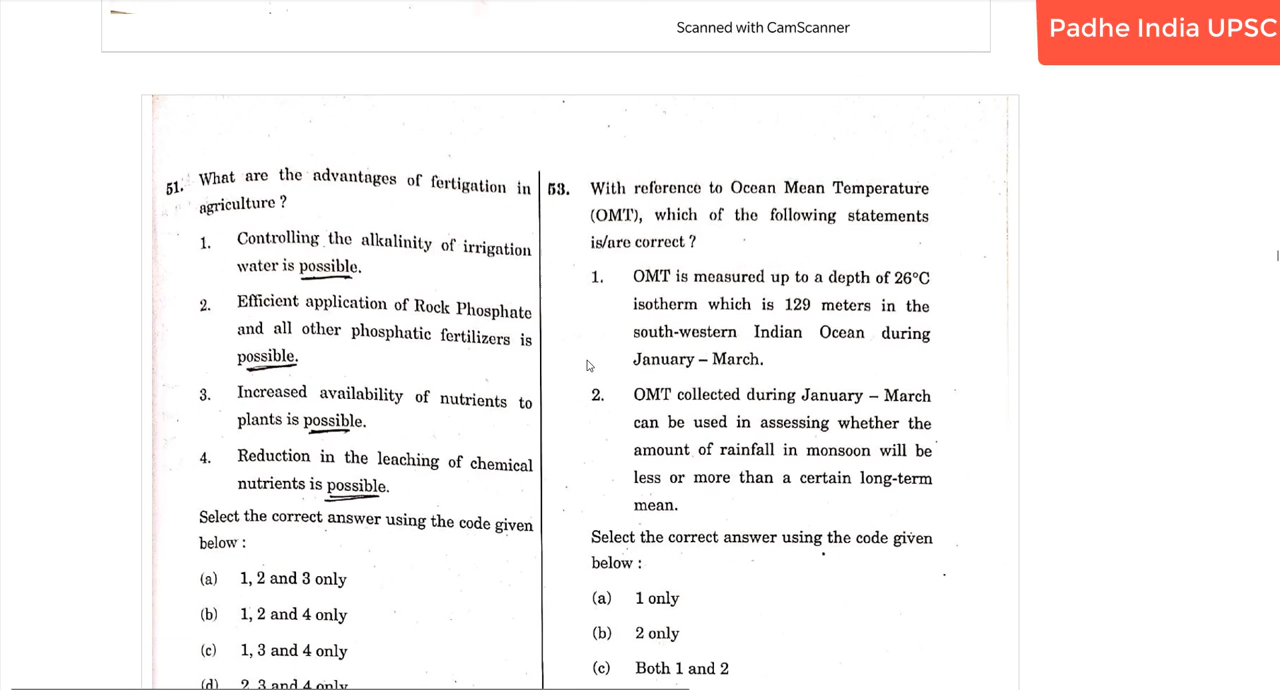 Scanned with CamScanner
Padhe India UPSC
51. What are the advantages of fertigation in
agriculture ?
1. Controlling the alkalinity of irrigation
water is possible.
2. Efficient application of Rock Phosphate
and all other phosphatic fertilizers is
possible.
3. Increased availability of nutrients to
plants is possible.
4. Reduction in the leaching of chemical
nutrients is possible.
Select the correct answer using the code given
below :
(a) 1, 2 and 3 only
(b) 1, 2 and 4 only
(c) 1, 3 and 4 only
(d) 2, 3 and 4 only
53. With reference to Ocean Mean Temperature
(OMT), which of the following statements
is/are correct ?
1. OMT is measured up to a depth of 26°C
isotherm which is 129 meters in the
south-western Indian Ocean during
January – March.
2. OMT collected during January – March
can be used in assessing whether the
amount of rainfall in monsoon will be
less or more than a certain long-term
mean.
Select the correct answer using the code given
below :
(a) 1 only
(b) 2 only
(c) Both 1 and 2